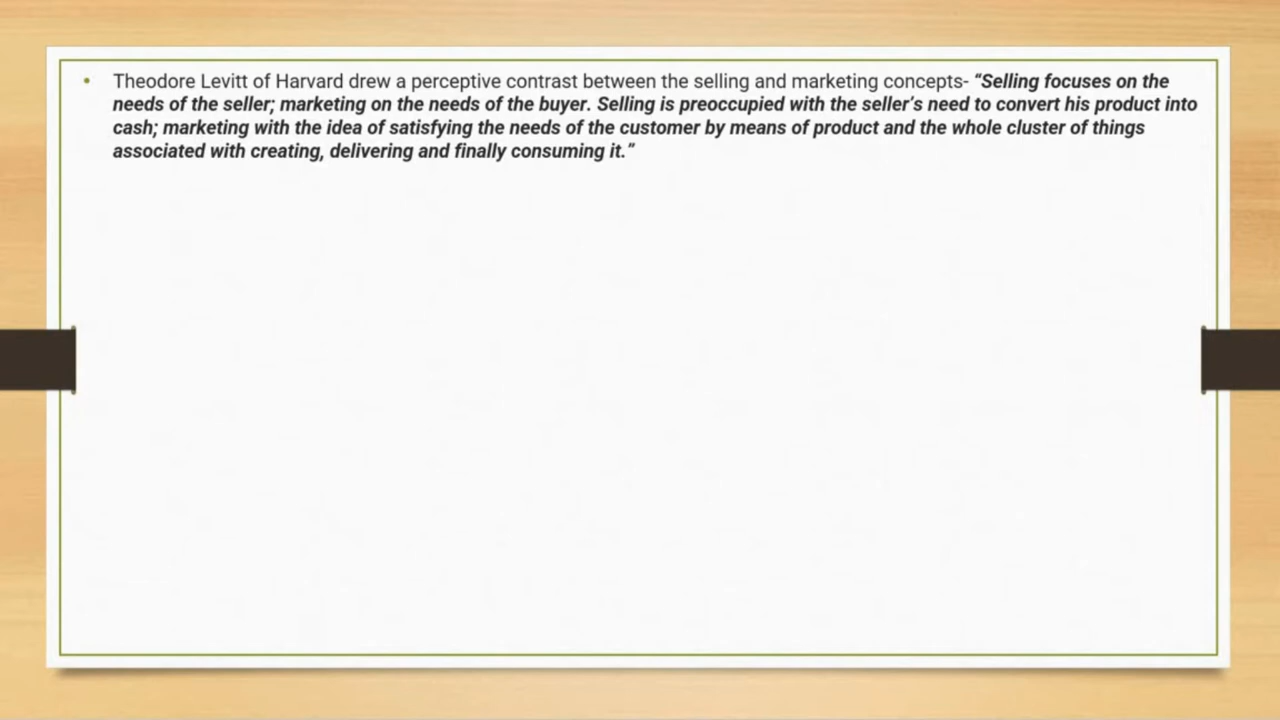 • Theodore Levitt of Harvard drew a perceptive contrast between the selling and marketing concepts- “Selling focuses on the
needs of the seller; marketing on the needs of the buyer. Selling is preoccupied with the seller’s need to convert his product into
cash; marketing with the idea of satisfying the needs of the customer by means of product and the whole cluster of things
associated with creating, delivering and finally consuming it.”